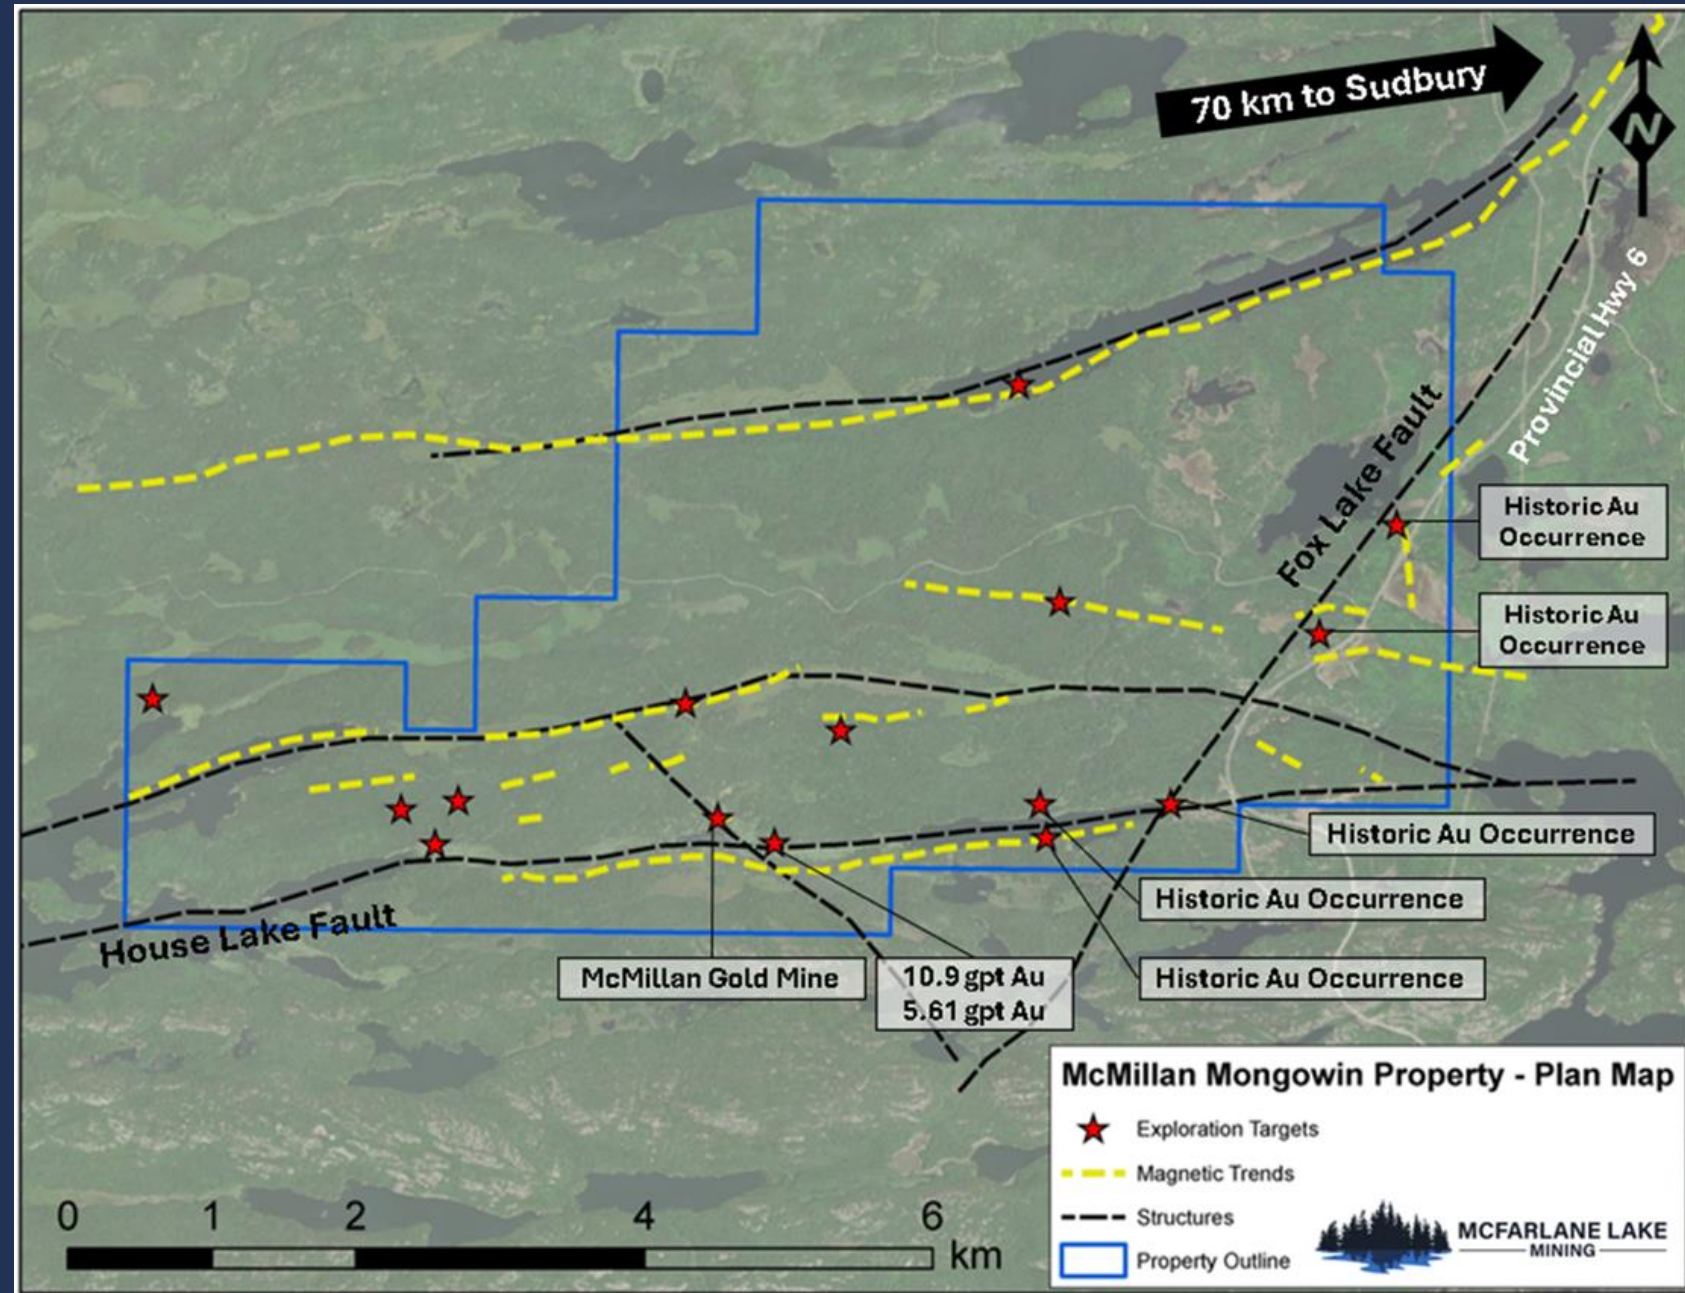 70 km to Sudbury
N
Provincial Hwy 6
Fox Lake Fault
Historic Au
Occurrence
Historic Au
Occurrence
Historic Au Occurrence
Historic Au Occurrence
House Lake Fault
McMillan Gold Mine
10.9 gpt Au
5.61 gpt Au
Historic Au Occurrence
McMillan Mongowin Property - Plan Map
Exploration Targets
Magnetic Trends
Structures
Property Outline
MCFARLANE LAKE
MINING
0 1 2 4 6
km